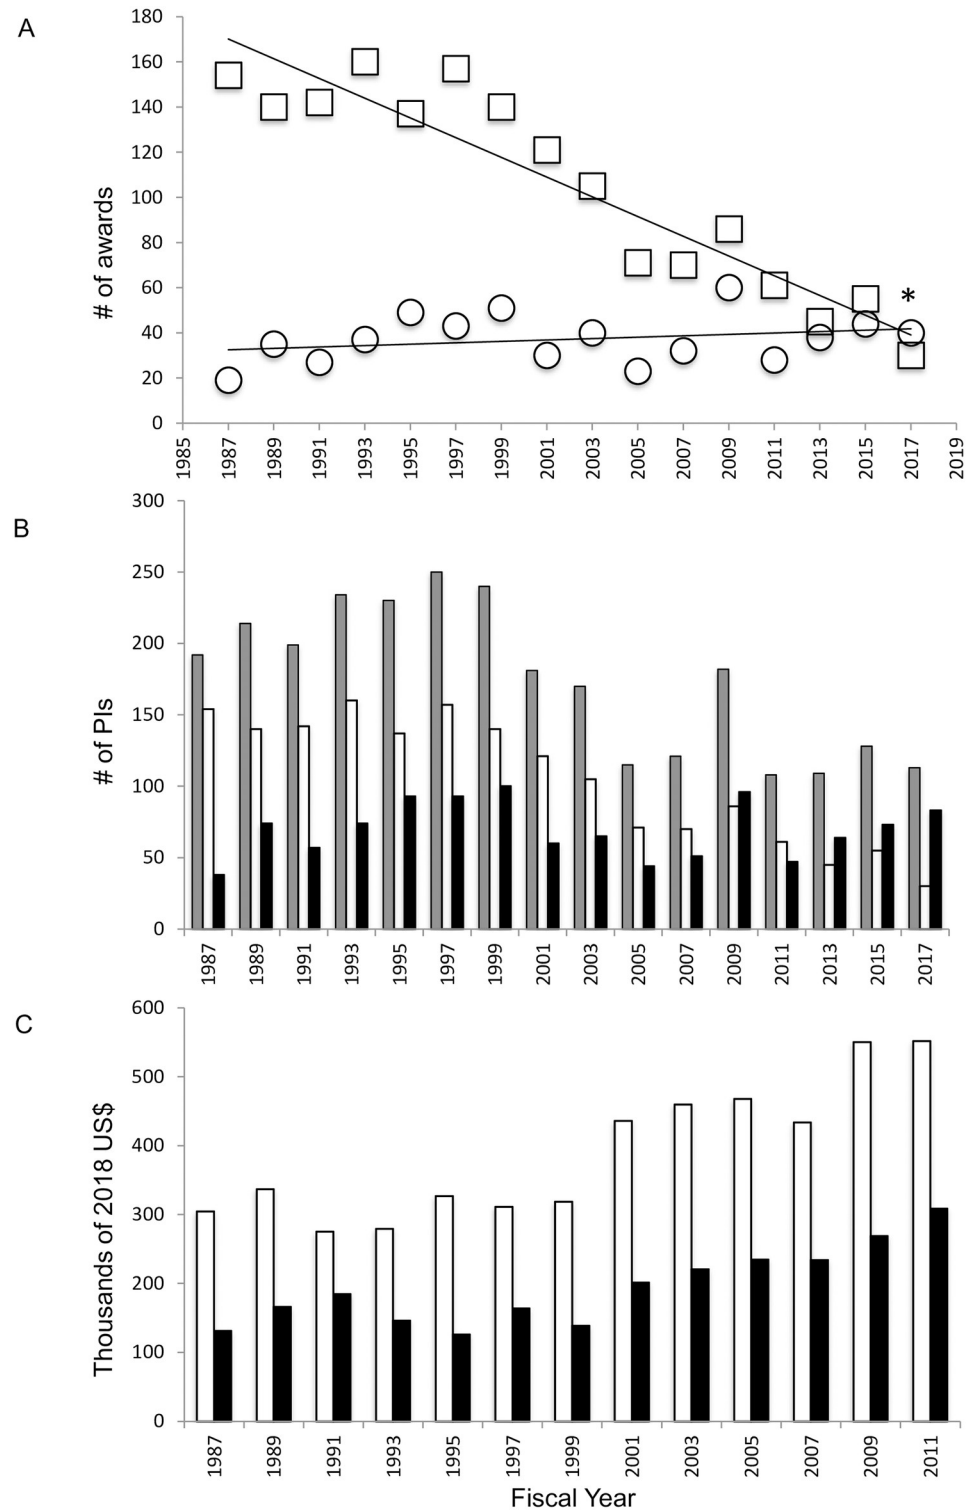 A
180
160
140
120
100
80
60
40
20
0
# of awards
*
1985 1987 1989 1991 1993 1995 1997 1999 2001 2003 2005 2007 2009 2011 2013 2015 2017 2019
B
300
250
200
150
100
50
0
# of PIs
1987 1989 1991 1993 1995 1997 1999 2001 2003 2005 2007 2009 2011 2013 2015 2017
C
600
500
400
300
200
100
0
Thousands of 2018 US$
1987 1989 1991 1993 1995 1997 1999 2001 2003 2005 2007 2009 2011
Fiscal Year